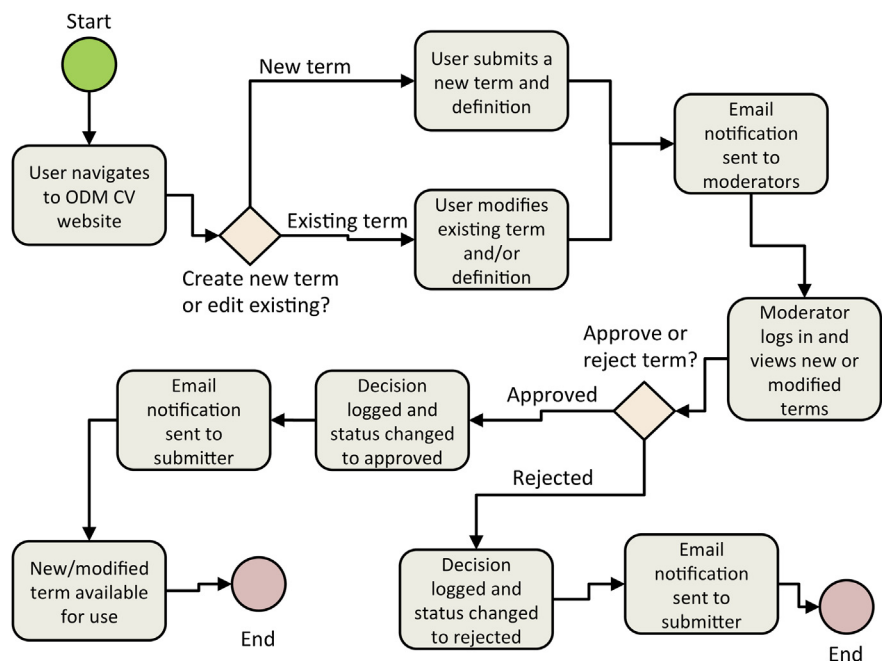 Start
User navigates
to ODM CV
website
Create new term
or edit existing?
New term
Existing term
User submits a
new term and
definition
User modifies
existing term
and/or
definition
Email
notification
sent to
moderators
Moderator
logs in and
views new or
modified
terms
Approve or
reject term?
Approved
Decision
logged and
status changed
to approved
Email
notification
sent to
submitter
New/modified
term available
for use
End
Rejected
Decision
logged and
status changed
to rejected
Email
notification
sent to
submitter
End